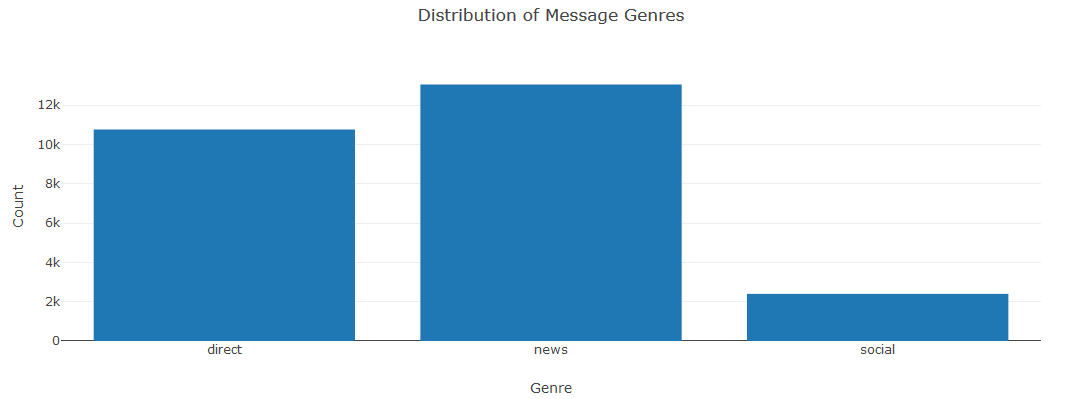 Distribution of Message Genres
Count
12k
10k
8k
6k
4k
2k
0
direct
news
social
Genre